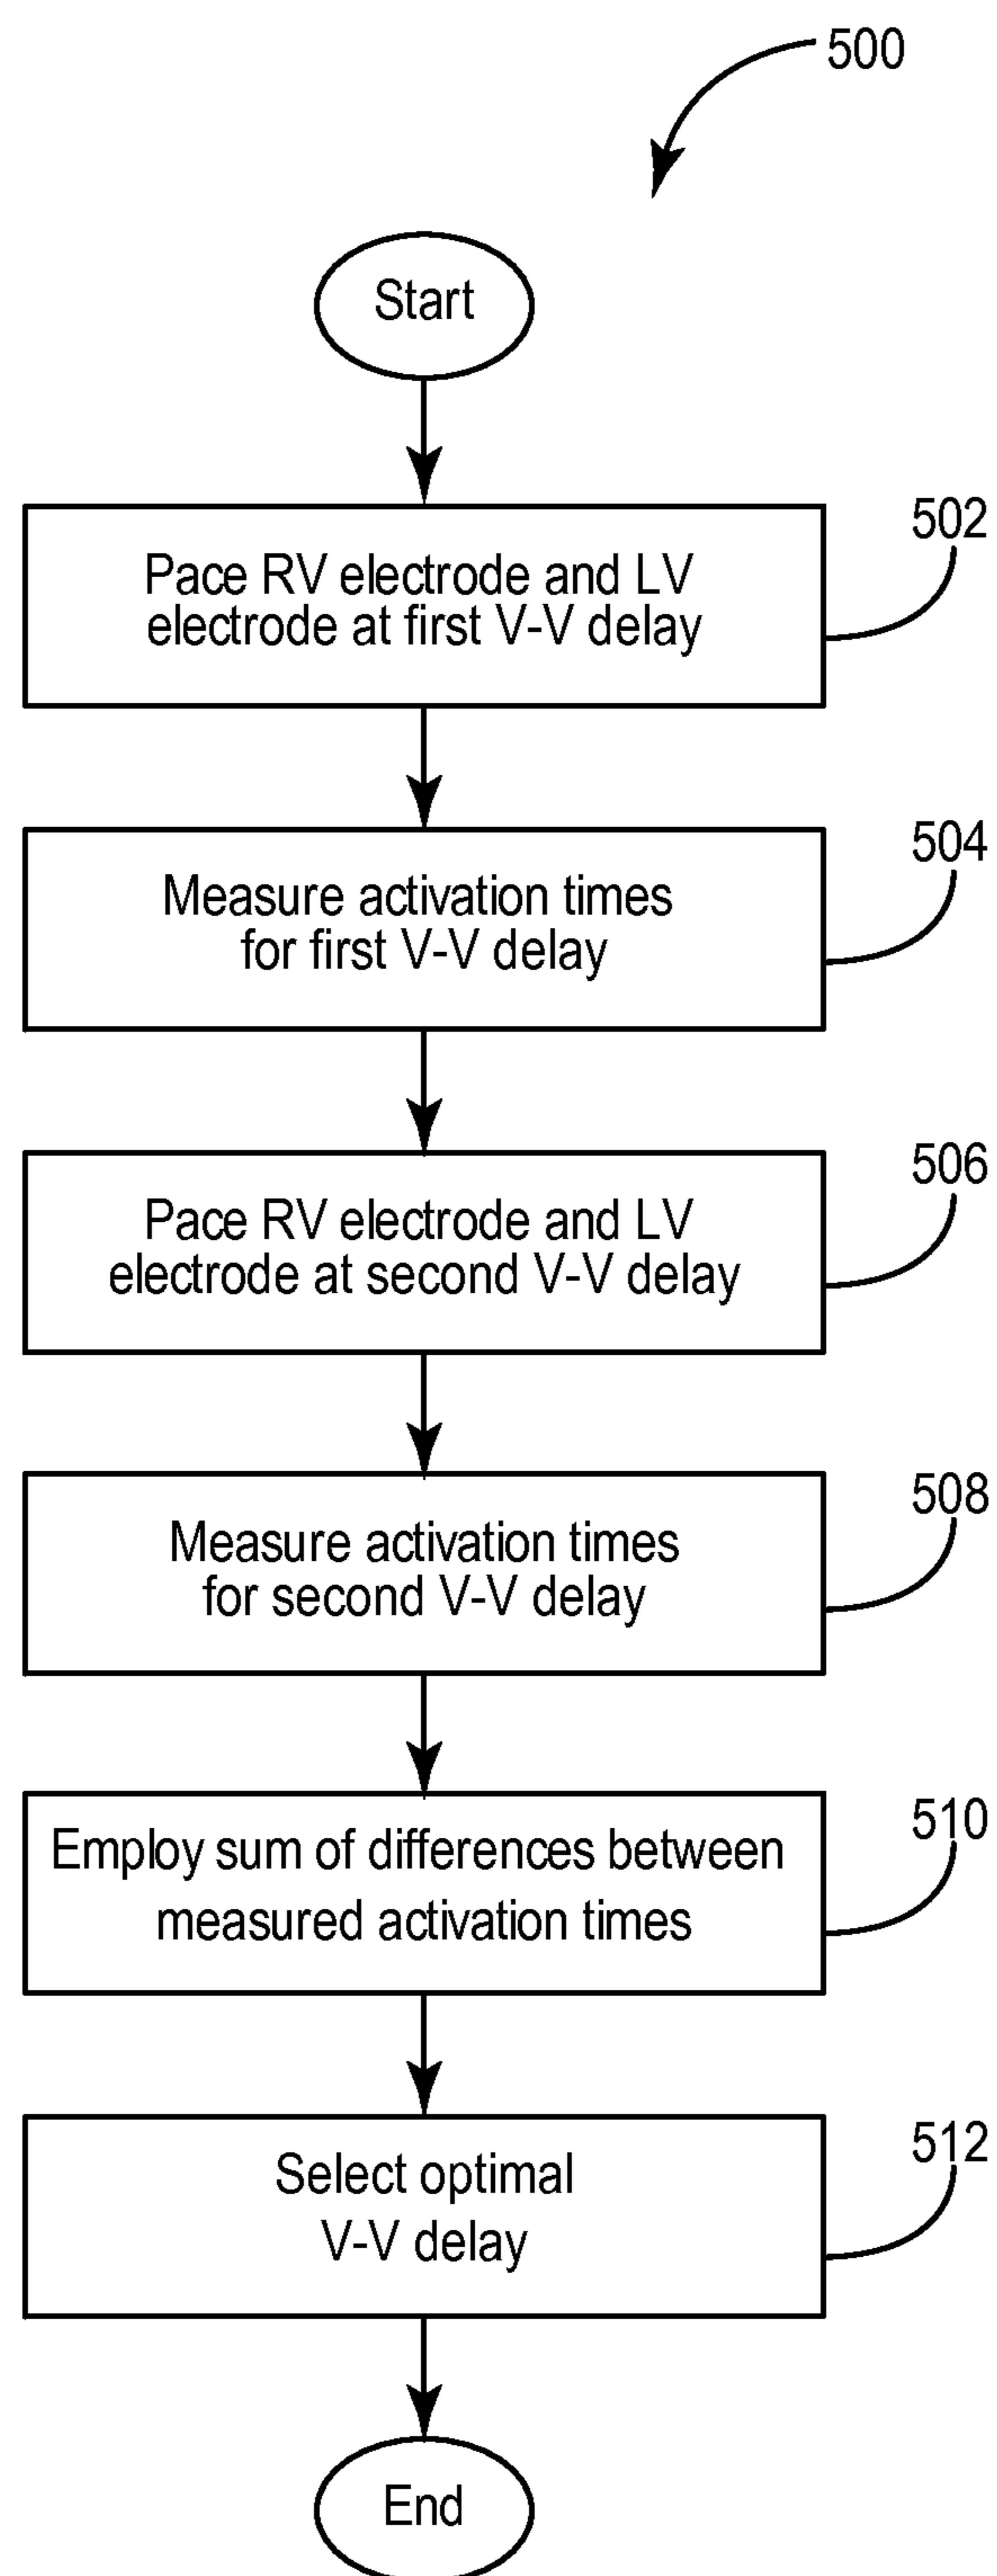 500
Start
502
Pace RV electrode and LV
electrode at first V-V delay
504
Measure activation times
for first V-V delay
506
Pace RV electrode and LV
electrode at second V-V delay
508
Measure activation times
for second V-V delay
510
Employ sum of differences between
measured activation times
512
Select optimal
V-V delay
End